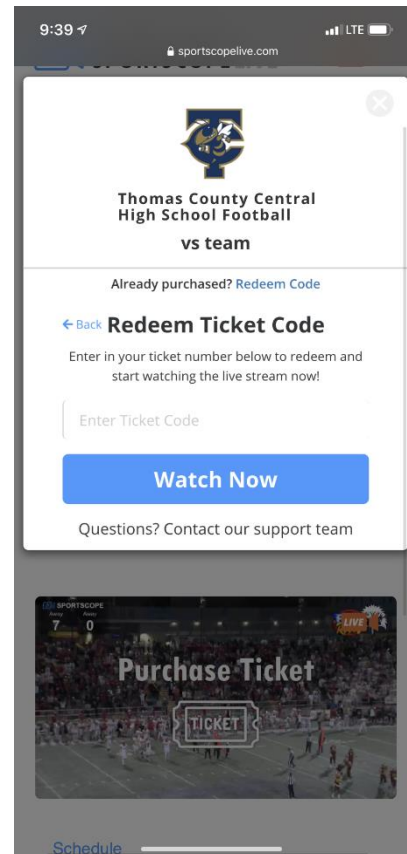 9:39
LTE
sportscopelive.com
Thomas County Central
High School Football
vs team
Already purchased? Redeem Code
← Back Redeem Ticket Code
Enter in your ticket number below to redeem and
start watching the live stream now!
Enter Ticket Code
Watch Now
Questions? Contact our support team
SPORTSCOPE
Away Away
7 0
LIVE
Purchase Ticket
TICKET
Schedule